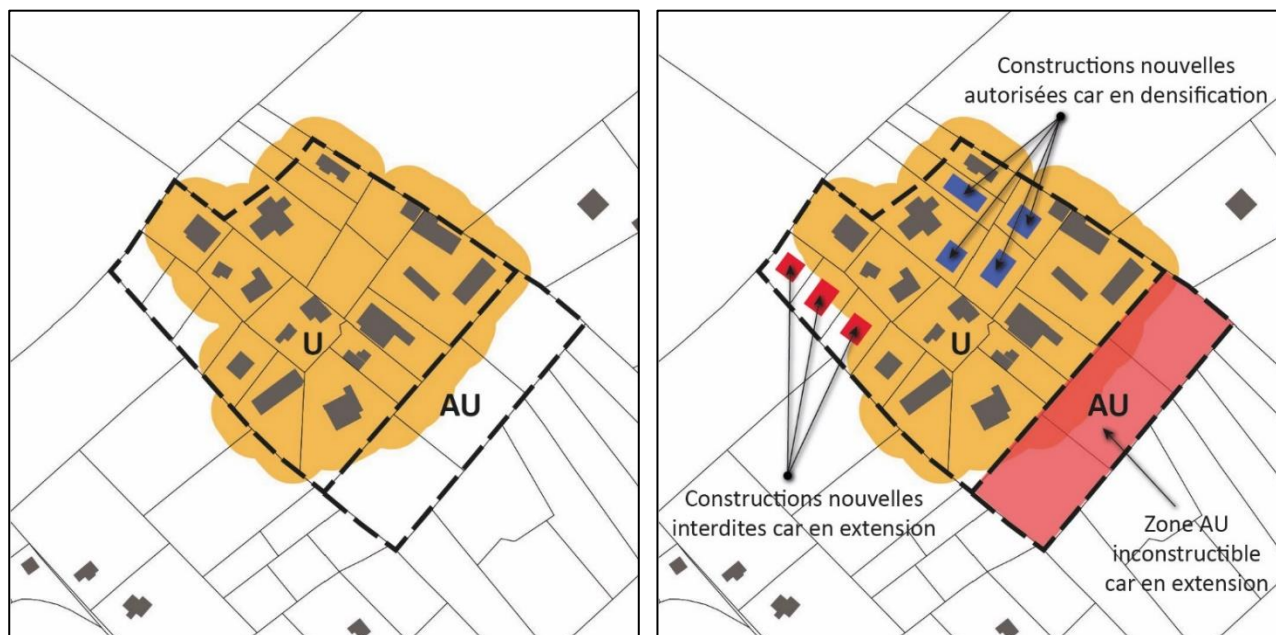 U
AU
Constructions nouvelles
autorisées car en densification
U
AU
Constructions nouvelles
interdites car en extension
Zone AU
inconstructible
car en extension